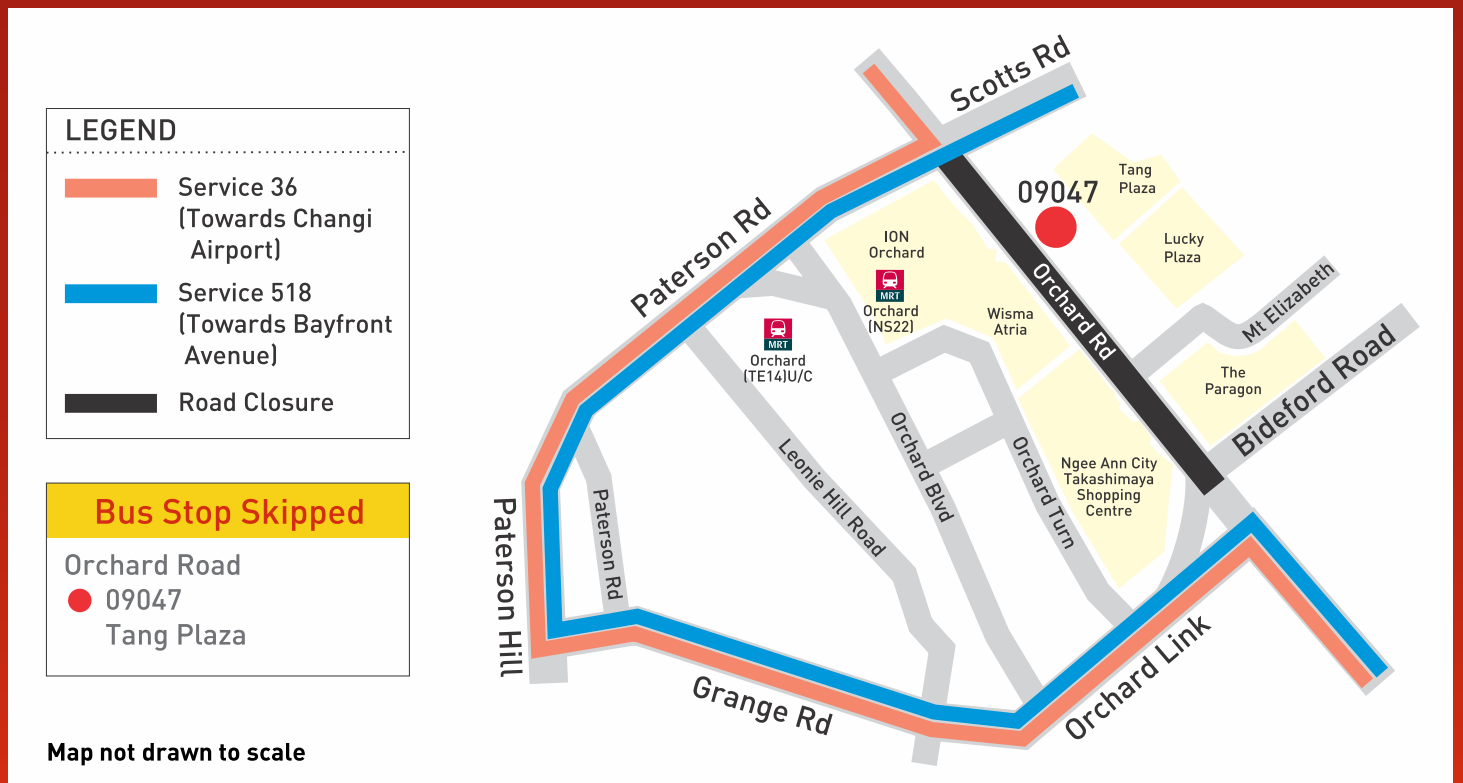 LEGEND
Service 36
(Towards Changi
Airport)
Service 518
(Towards Bayfront
Avenue)
Road Closure
Bus Stop Skipped
Orchard Road
09047
Tang Plaza
Map not drawn to scale
Scotts Rd
Paterson Rd
09047
Tang
Plaza
Lucky
Plaza
ION
Orchard
MRT
Orchard
(NS22)
Wisma
Atria
Orchard Rd
Mt Elizabeth
MRT
Orchard
(TE14)U/C
The
Paragon
Bideford Road
Leonie Hill Road
Orchard Blvd
Orchard Turn
Ngee Ann City
Takashimaya
Shopping
Centre
Paterson Rd
Paterson Hill
Grange Rd
Orchard Link